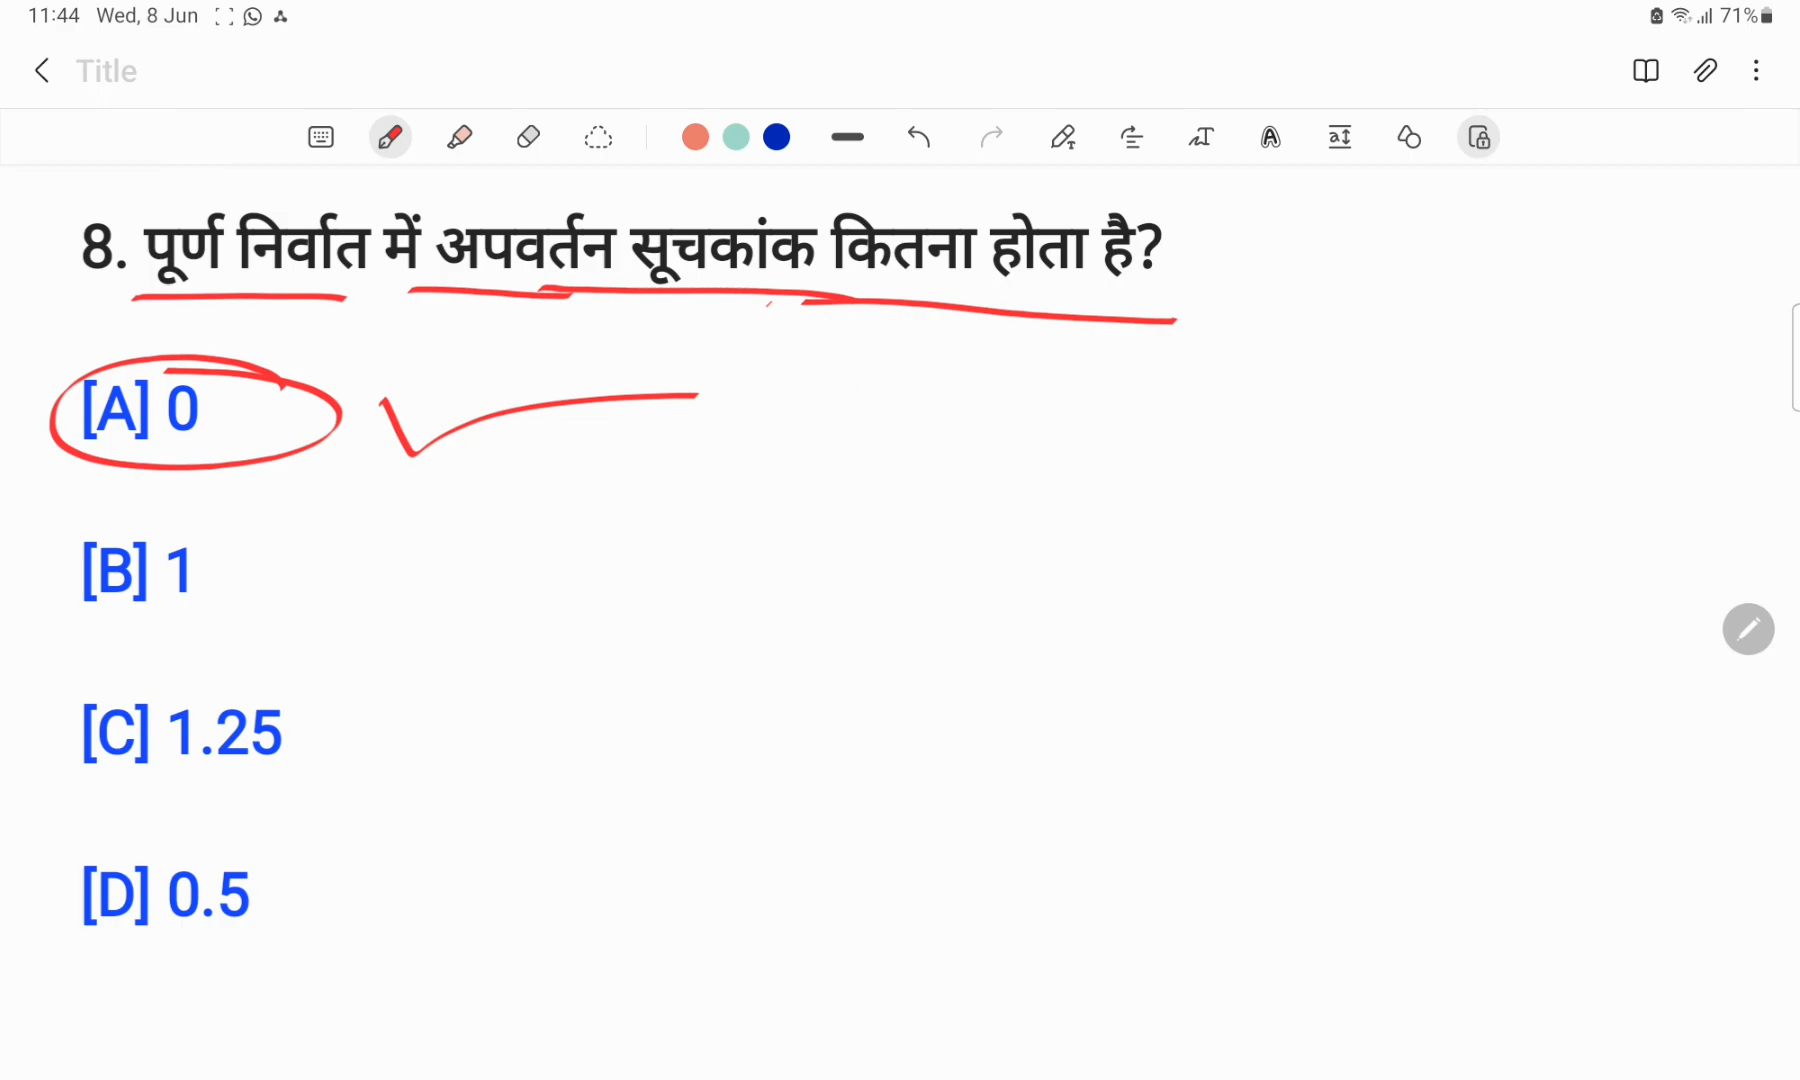 11:44 Wed, 8 Jun 71%
Title
8. पूर्ण निर्वात में अपवर्तन सूचकांक कितना होता है?
[A] 0
[B] 1
[C] 1.25
[D] 0.5